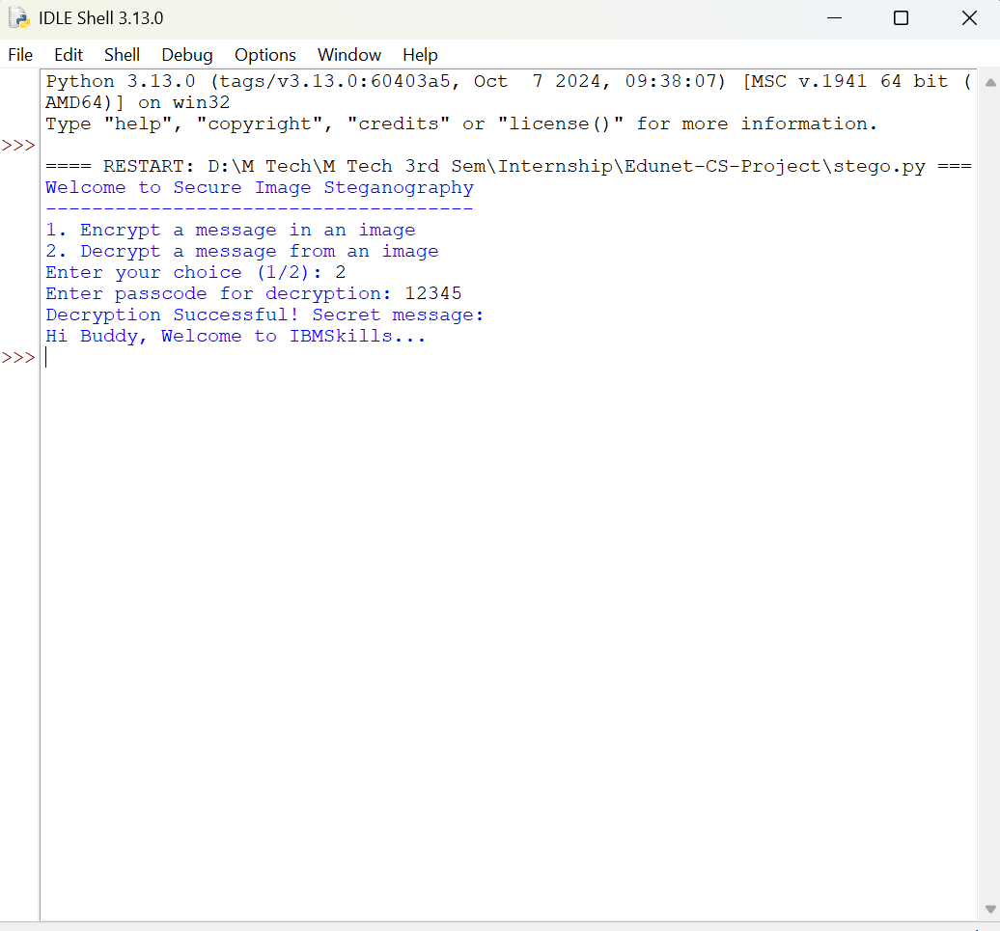 IDLE Shell 3.13.0
File Edit Shell Debug Options Window Help
Python 3.13.0 (tags/v3.13.0:60403a5, Oct  7 2024, 09:38:07) [MSC v.1941 64 bit (
AMD64)] on win32
Type "help", "copyright", "credits" or "license()" for more information.
>>>
==== RESTART: D:\M Tech\M Tech 3rd Sem\Internship\Edunet-CS-Project\stego.py ===
Welcome to Secure Image Steganography
-------------------------------------
1. Encrypt a message in an image
2. Decrypt a message from an image
Enter your choice (1/2): 2
Enter passcode for decryption: 12345
Decryption Successful! Secret message:
Hi Buddy, Welcome to IBMSkills...
>>>